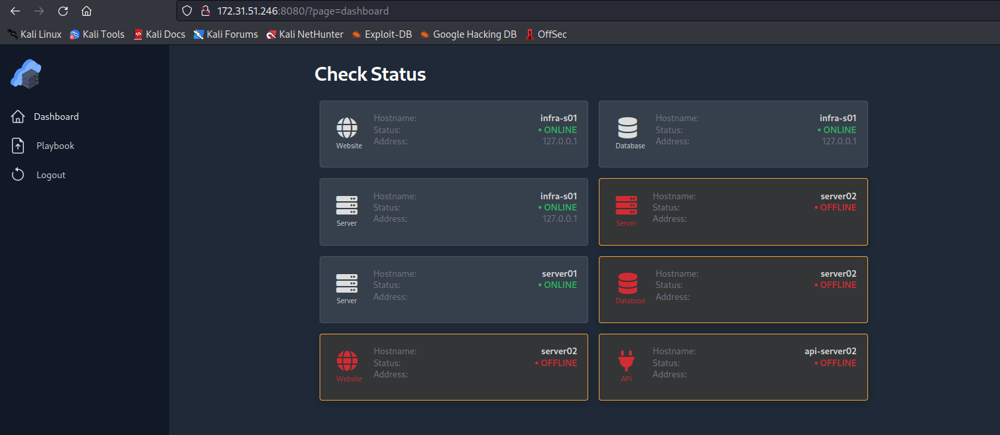 172.31.51.246:8080/?page=dashboard
Kali Linux Kali Tools Kali Docs Kali Forums Kali NetHunter Exploit-DB Google Hacking DB OffSec
Dashboard
Playbook
Logout
Check Status
Website
Hostname: infra-s01
Status: • ONLINE
Address: 127.0.0.1
Database
Hostname: infra-s01
Status: • ONLINE
Address: 127.0.0.1
Server
Hostname: infra-s01
Status: • ONLINE
Address: 127.0.0.1
Server
Hostname: server02
Status: • OFFLINE
Address:
Server
Hostname: server01
Status: • ONLINE
Address:
Database
Hostname: server02
Status: • OFFLINE
Address:
Website
Hostname: server02
Status: • OFFLINE
Address:
API
Hostname: api-server02
Status: • OFFLINE
Address: